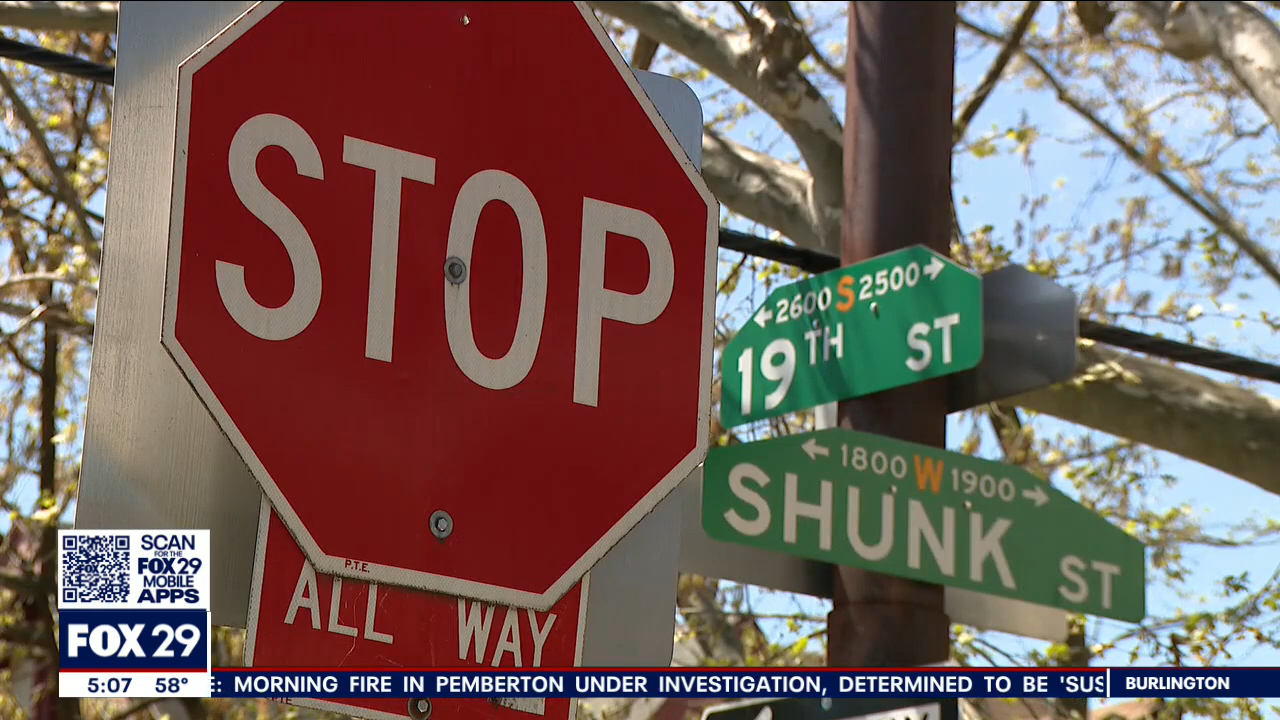 STOP
P.T.E.
ALL WAY
← 2600 S 2500 →
19TH ST
← 1800 W 1900 →
SHUNK ST
SCAN
FOR THE
FOX29
MOBILE
APPS
FOX 29
5:07 58°
E: MORNING FIRE IN PEMBERTON UNDER INVESTIGATION, DETERMINED TO BE 'SUS
BURLINGTON